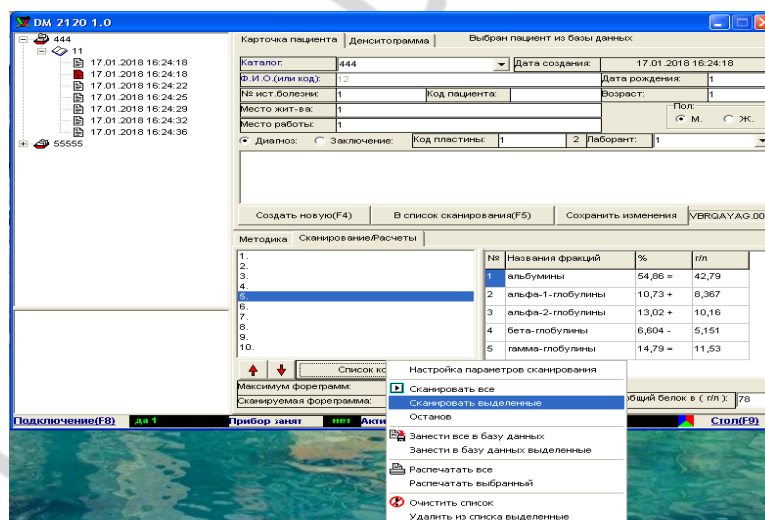 DM 2120 1.0
444
11
17.01.2018 16:24:18
17.01.2018 16:24:18
17.01.2018 16:24:22
17.01.2018 16:24:25
17.01.2018 16:24:29
17.01.2018 16:24:32
17.01.2018 16:24:36
55555
Карточка пациента Денситограмма Выбран пациент из базы данных
Каталог: 444 Дата создания: 17.01.2018 16:24:18
Ф.И.О.(или код): 12 Дата рождения: 1
№ ист.болезни: 1 Код пациента: Возраст: 1
Место жит-ва: 1 Пол:
Место работы: 1 М. Ж.
Диагноз: Заключение: Код пластины: 1 2 Лаборант: 1
Создать новую(F4) В список сканирования(F5) Сохранить изменения VBRQAYAG.00
Методика Сканирование/Расчеты
1.
2.
3.
4.
5.
6.
7.
8.
9.
10.
№ Названия фракций % г/л
1 альбумины 54,86 = 42,79
2 альфа-1-глобулины 10,73 + 8,367
3 альфа-2-глобулины 13,02 + 10,16
4 бета-глобулины 6,604 - 5,151
5 гамма-глобулины 14,79 = 11,53
Список
Максимум фореграмм:
Сканируемая фореграмма: белок в ( г/л ): 78
Настройка параметров сканирования
Сканировать все
Сканировать выделенные
Останов
Занести все в базу данных
Занести в базу данных выделенные
Распечатать все
Распечатать выбранный
Очистить список
Удалить из списка выделенные
Подключение(F8) да 1 Прибор занят нет Стол(F9)